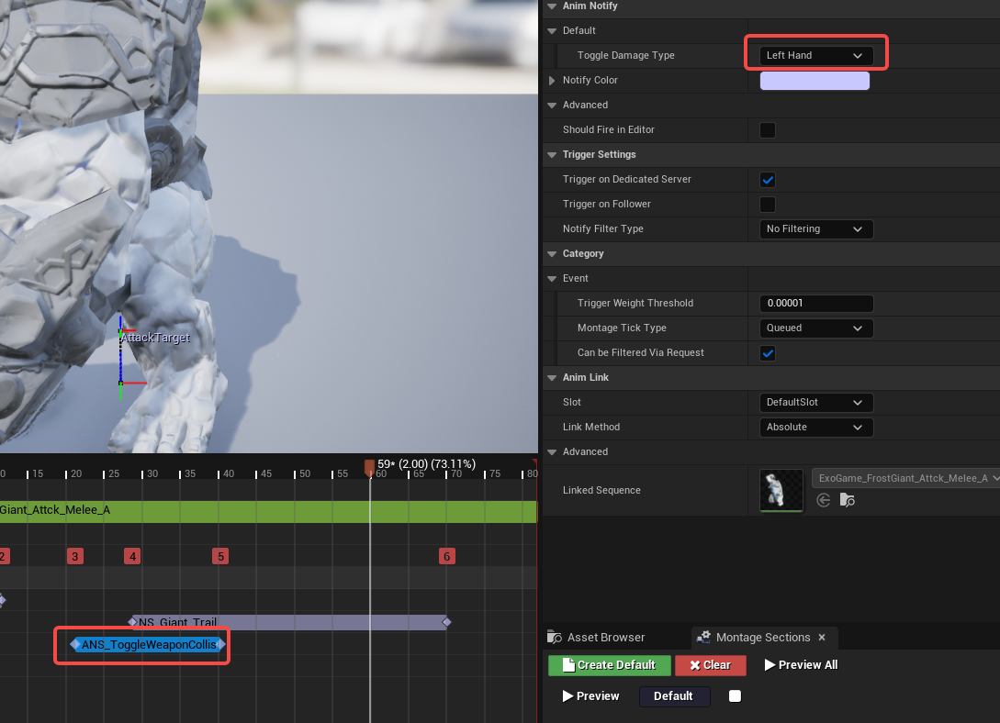 Anim Notify
Default
Toggle Damage Type
Left Hand
Notify Color
Advanced
Should Fire in Editor
Trigger Settings
Trigger on Dedicated Server
Trigger on Follower
Notify Filter Type
No Filtering
Category
Event
Trigger Weight Threshold
0.00001
Montage Tick Type
Queued
Can be Filtered Via Request
Anim Link
Slot
DefaultSlot
Link Method
Absolute
Advanced
Linked Sequence
ExoGame_FrostGiant_Attck_Melee_A
AttackTarget
59* (2.00) (73.11%)
0 15 20 25 30 35 40 45 50 55 60 65 70 75 80
Giant_Attck_Melee_A
2 3 4 5 6
NS_Giant_Trail
ANS_ToggleWeaponCollis
Asset Browser
Montage Sections
Create Default
Clear
Preview All
Preview
Default